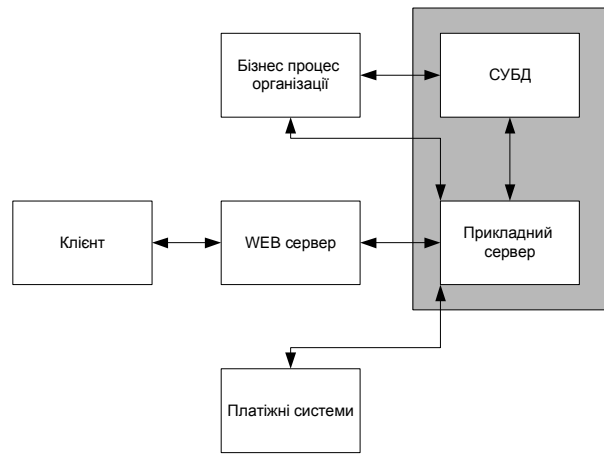 Бізнес процес
організації
СУБД
Клієнт
WEB сервер
Прикладний
сервер
Платіжні системи